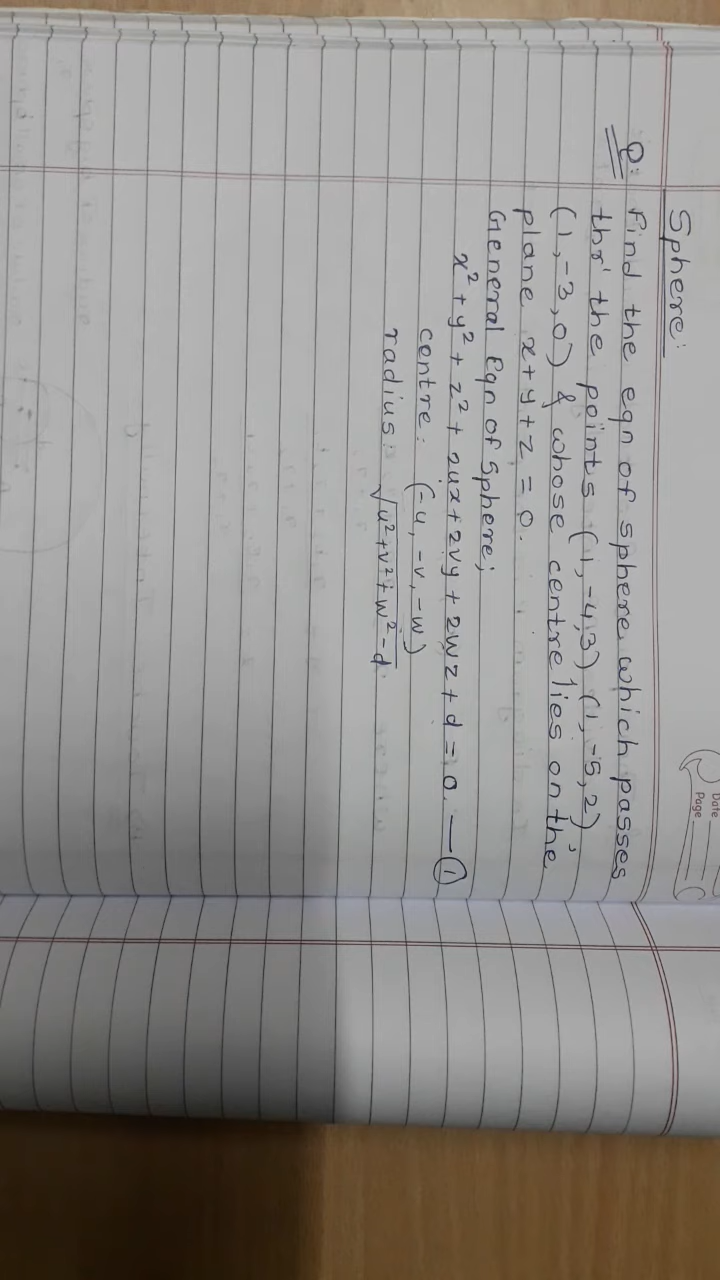 Date
Page
Sphere:
Q: Find the eqn of sphere which passes
thr' the points (1,-4,3) (1,-5,2),
(1,-3,0) & whose centre lies on the
plane x+y+z=0.
General Eqn of Sphere;
x²+y²+z²+2ux+2vy+2wz+d=0. — ①
centre: (-u,-v,-w)
radius: √u²+v²+w²-d